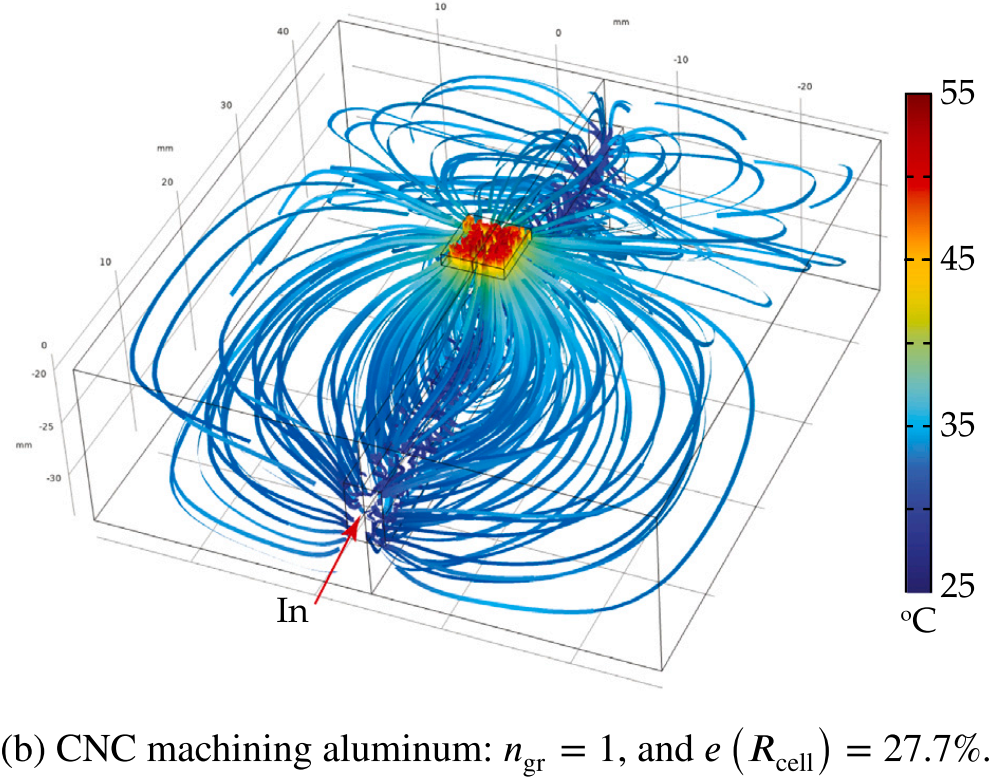 10
mm
0
-10
-20
40
30
mm
20
10
0
-20
-25
mm
-30
55
45
35
25
°C
In
(b) CNC machining aluminum: n_gr = 1, and e (R_cell) = 27.7%.